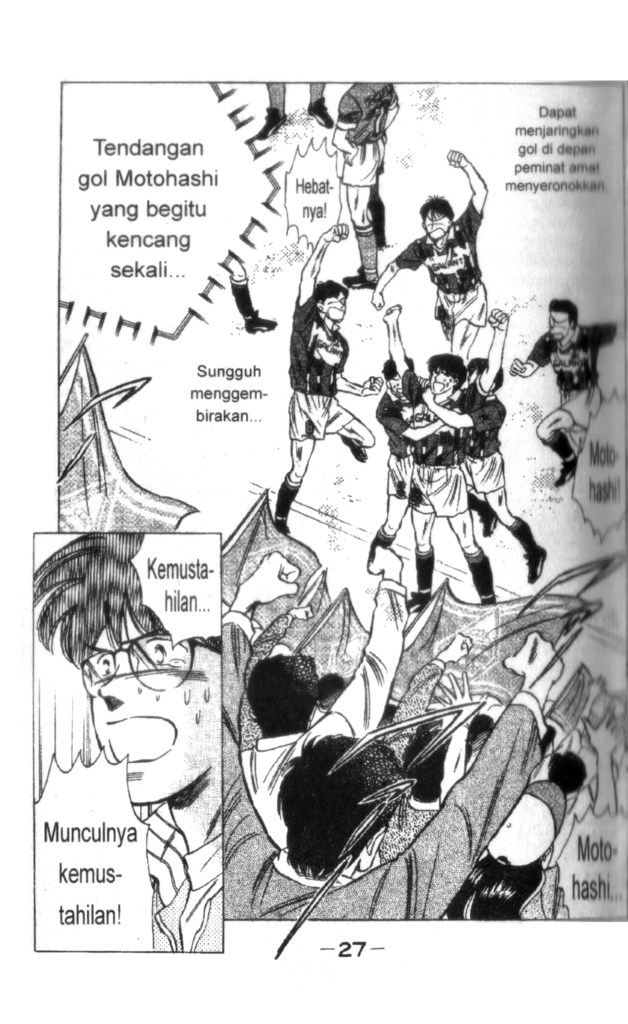 Dapat
menjaringkan
gol di depan
peminat amat
menyeronokkan.
Tendangan
gol Motohashi
yang begitu
kencang
sekali...
Hebat-
nya!
Sungguh
menggem-
birakan...
Moto-
hashi!
Kemusta-
hilan...
Munculnya
kemus-
tahilan!
Moto-
hashi...
-27-